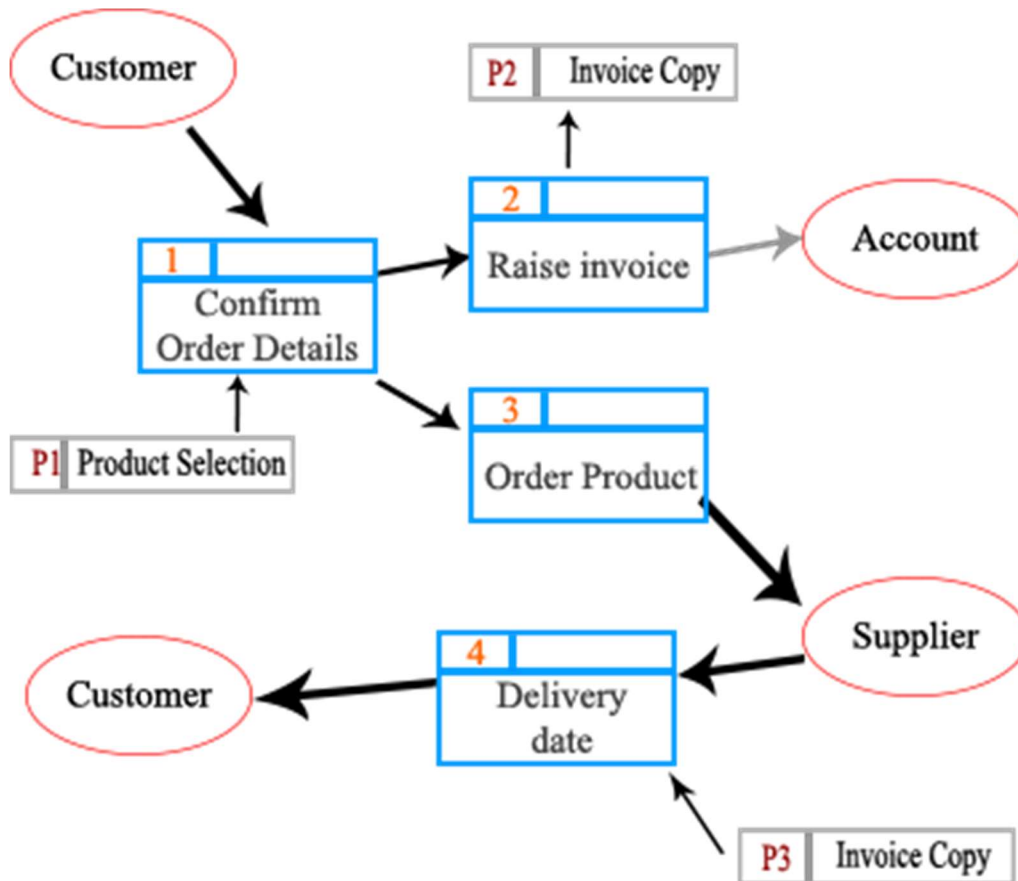 Customer
P2 Invoice Copy
2
Raise invoice
Account
1
Confirm
Order Details
P1 Product Selection
3
Order Product
Supplier
4
Delivery
date
Customer
P3 Invoice Copy